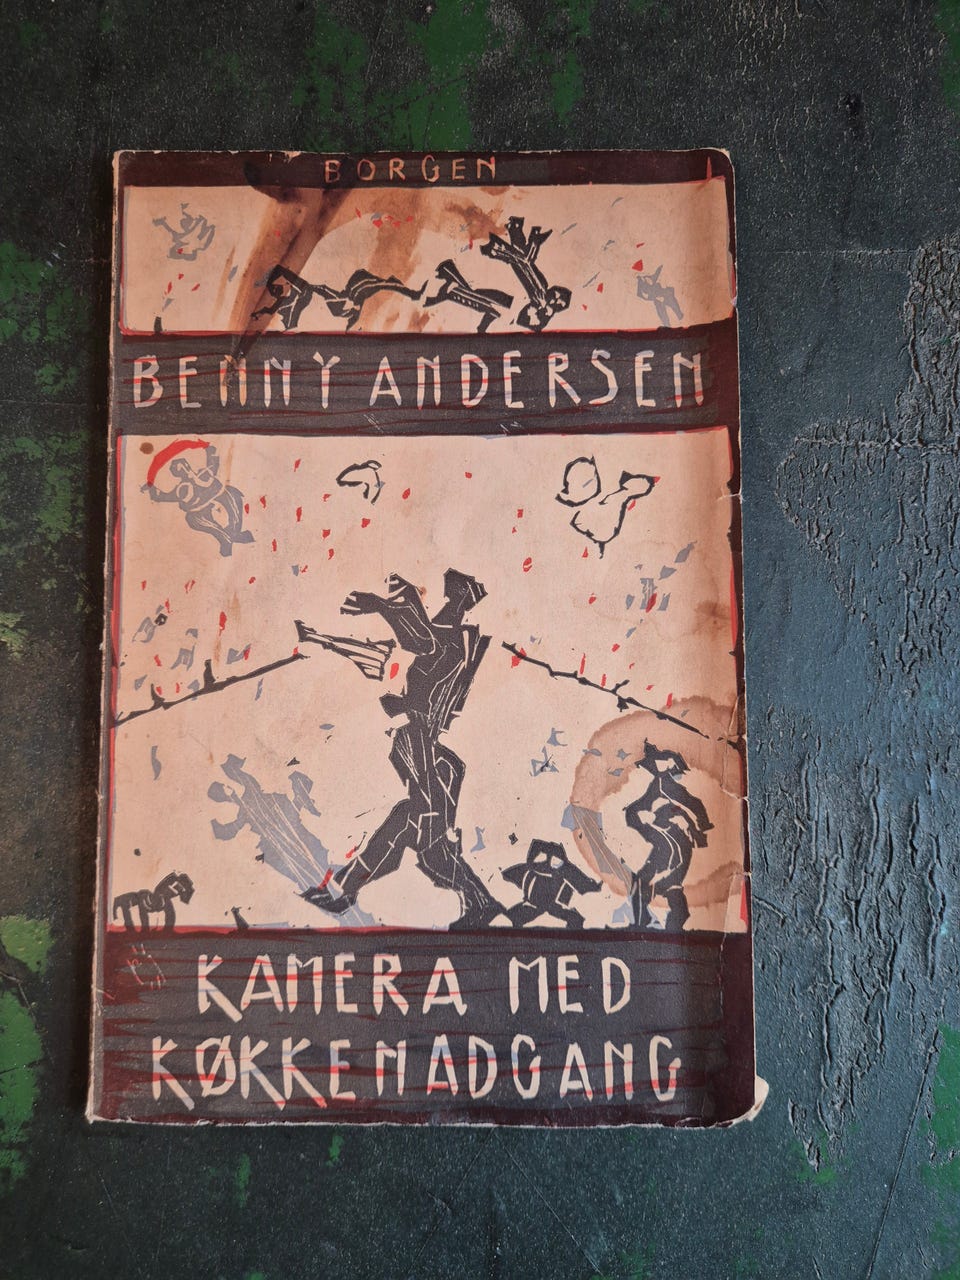 BORGEN
BENNY ANDERSEN
KAMERA MED
KØKKENADGANG